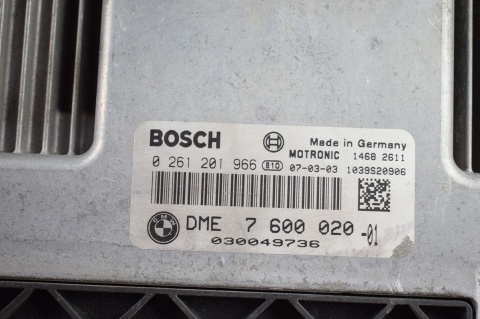 BOSCH Made in Germany
0 261 201 966 810 MOTRONIC 1468 2611
07-03-03 1039S20906
BMW DME 7 600 020-01
030049736